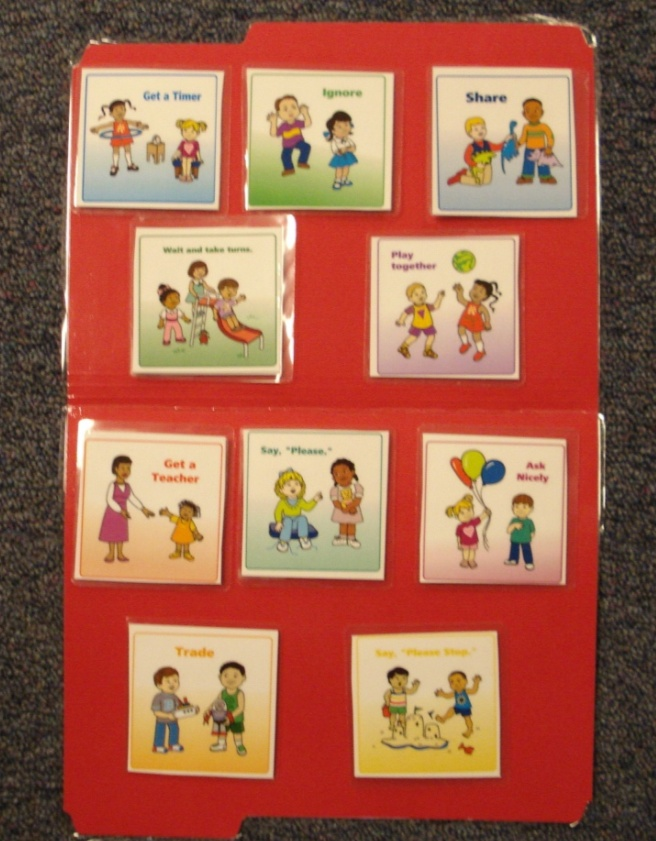 Get a Timer
Ignore
Share
Wait and take turns.
Play
together
Get a
Teacher
Say, "Please."
Ask
Nicely
Trade
Say, "Please Stop."